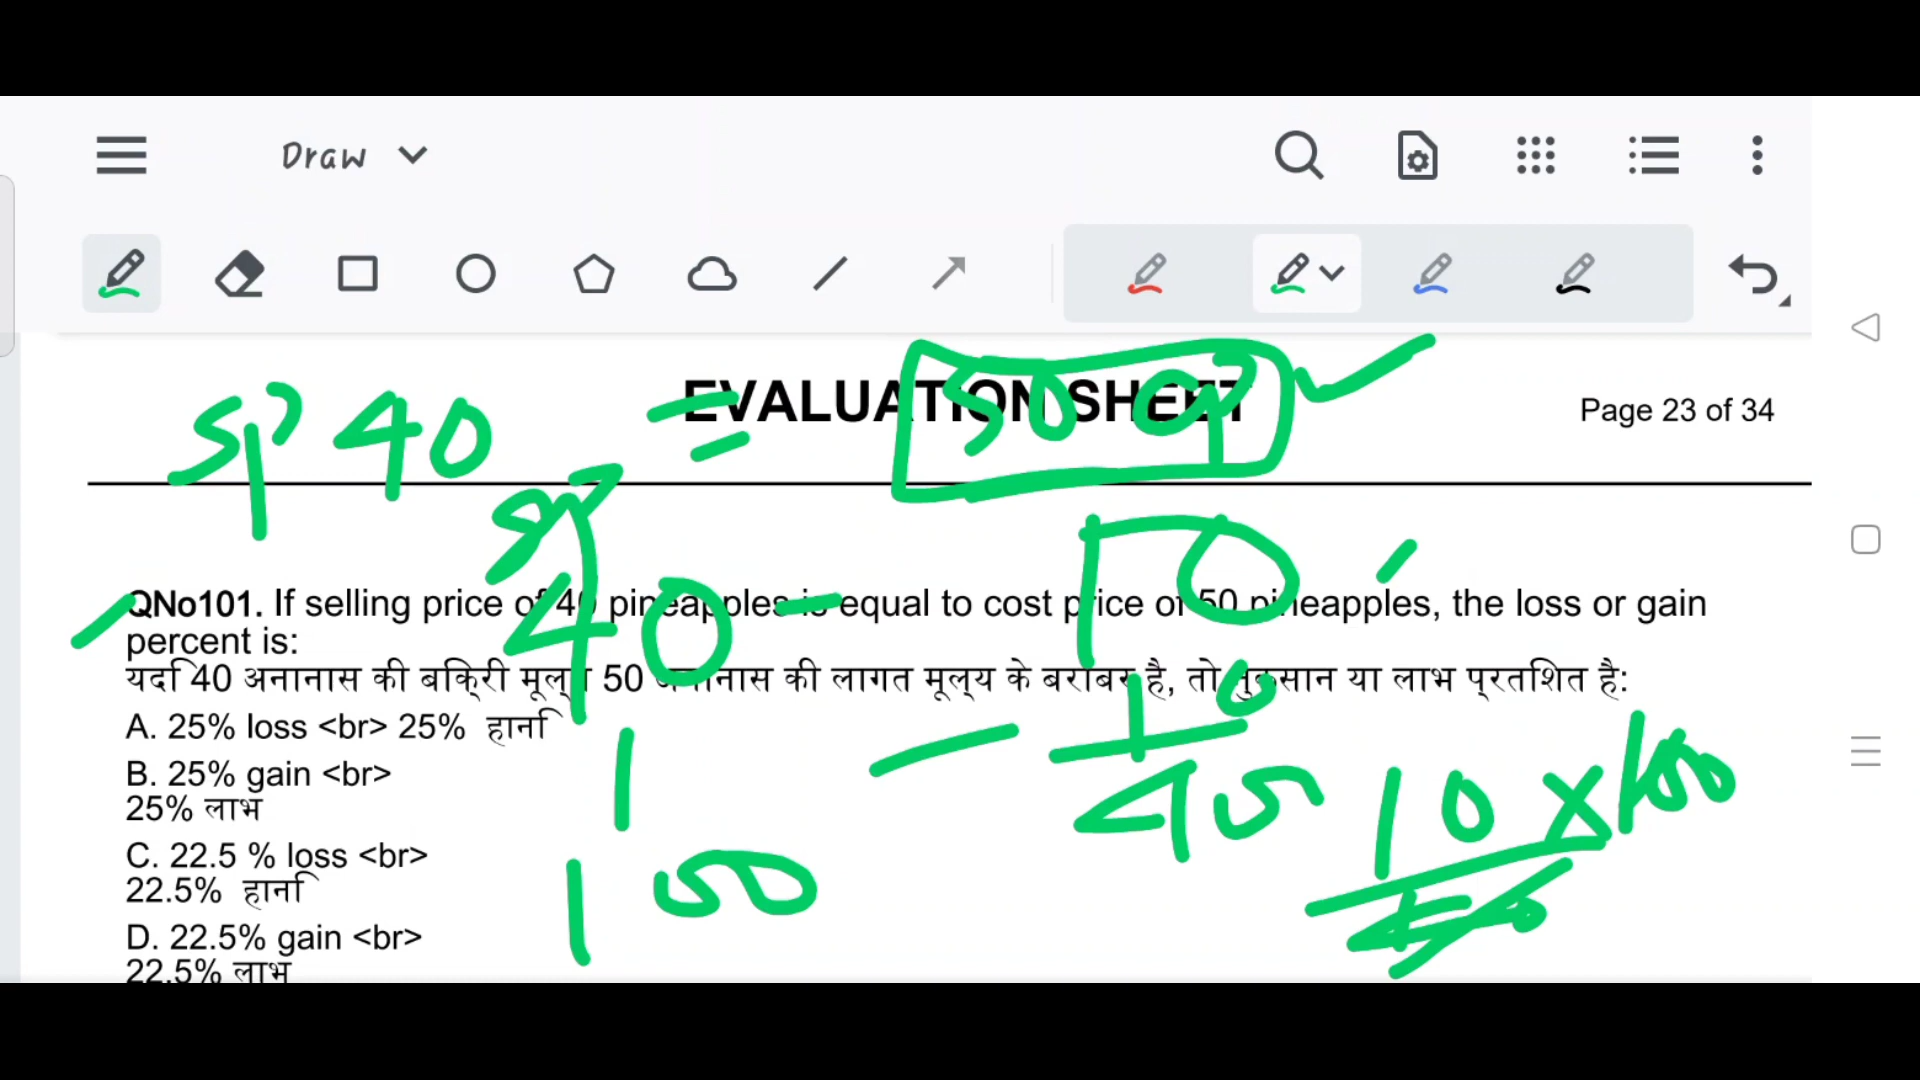 Draw
EVALUATION SHEET
Page 23 of 34
SP 40 =
40 - 10
QNo101. If selling price of 40 pineapples is equal to cost price of 50 pineapples, the loss or gain
percent is:
यदि 40 अनानास की बिक्री मूल्य 50 अनानास की लागत मूल्य के बराबर है, तो नुकसान या लाभ प्रतिशत है:
A. 25% loss <br> 25% हानि
B. 25% gain <br>
25% लाभ
1 - 10
40
10 x 100
C. 22.5 % loss <br>
22.5% हानि
100
D. 22.5% gain <br>
22.5% लाभ